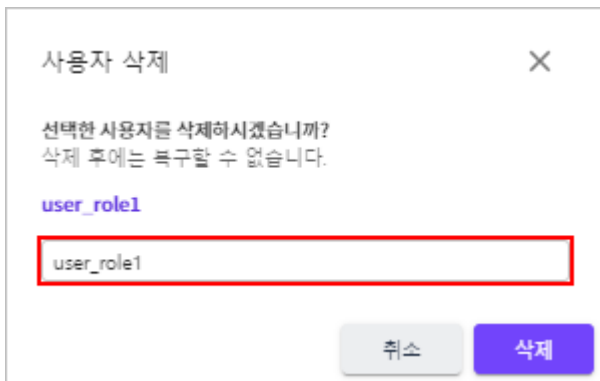 사용자 삭제
선택한 사용자를 삭제하시겠습니까?
삭제 후에는 복구할 수 없습니다.
user_role1
user_role1
취소
삭제